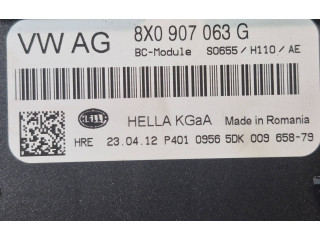 VW AG 8X0 907 063 G
BC-Module S0655/H110/AE
HELLA KGaA Made in Romania
HRE 23.04.12 P401 0956 5DK 009 658-79